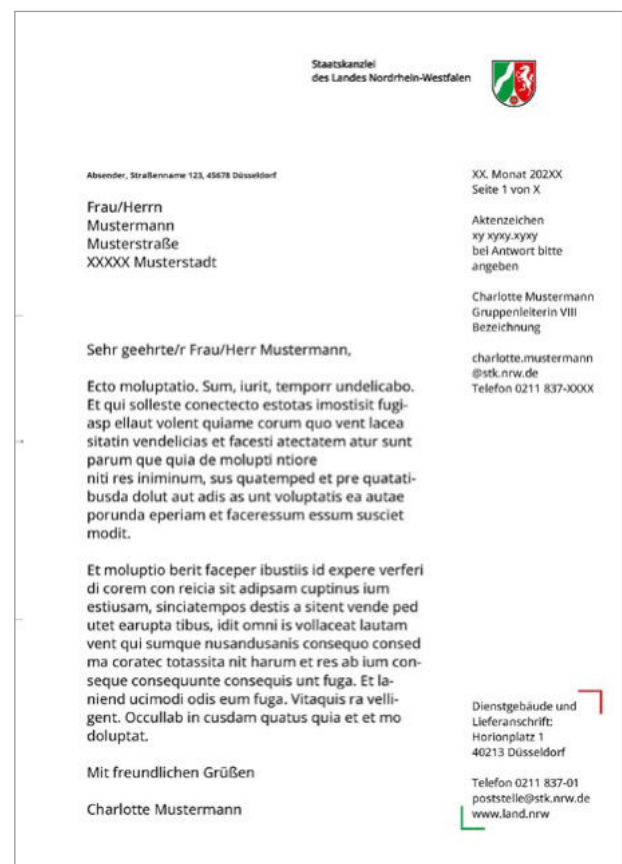 Staatskanzlei
des Landes Nordrhein-Westfalen
Absender, Straßenname 123, 45678 Düsseldorf
Frau/Herrn
Mustermann
Musterstraße
XXXXX Musterstadt
XX. Monat 202XX
Seite 1 von X
Aktenzeichen
xy xyxy.xyxy
bei Antwort bitte
angeben
Charlotte Mustermann
Gruppenleiterin VIII
Bezeichnung
charlotte.mustermann
@stk.nrw.de
Telefon 0211 837-XXXX
Sehr geehrte/r Frau/Herr Mustermann,
Ecto moluptatio. Sum, iurit, temporr undelicabo.
Et qui solleste conectecto estotas imostisit fugi-
asp ellaut volent quiame corum quo vent lacea
sitatin vendelicias et facesti atectatem atur sunt
parum que quia de molupti ntiore
niti res iniminum, sus quatemped et pre quatati-
busda dolut aut adis as unt voluptatis ea autae
porunda eperiam et faceressum essum susciet
modit.
Et moluptio berit faceper ibustiis id expere verferi
di corem con reicia sit adipsam cuptinus ium
estiusam, sinciatempos destis a sitent vende ped
utet earupta tibus, idit omni is vollaceat lautam
vent qui sumque nusandusanis consequo consed
ma coratec totassita nit harum et res ab ium con-
seque consequunte consequis unt fuga. Et la-
niend ucimodi odis eum fuga. Vitaquis ra velli-
gent. Occullab in cusdam quatus quia et et mo
doluptat.
Mit freundlichen Grüßen
Charlotte Mustermann
Dienstgebäude und
Lieferanschrift:
Horionplatz 1
40213 Düsseldorf
Telefon 0211 837-01
poststelle@stk.nrw.de
www.land.nrw